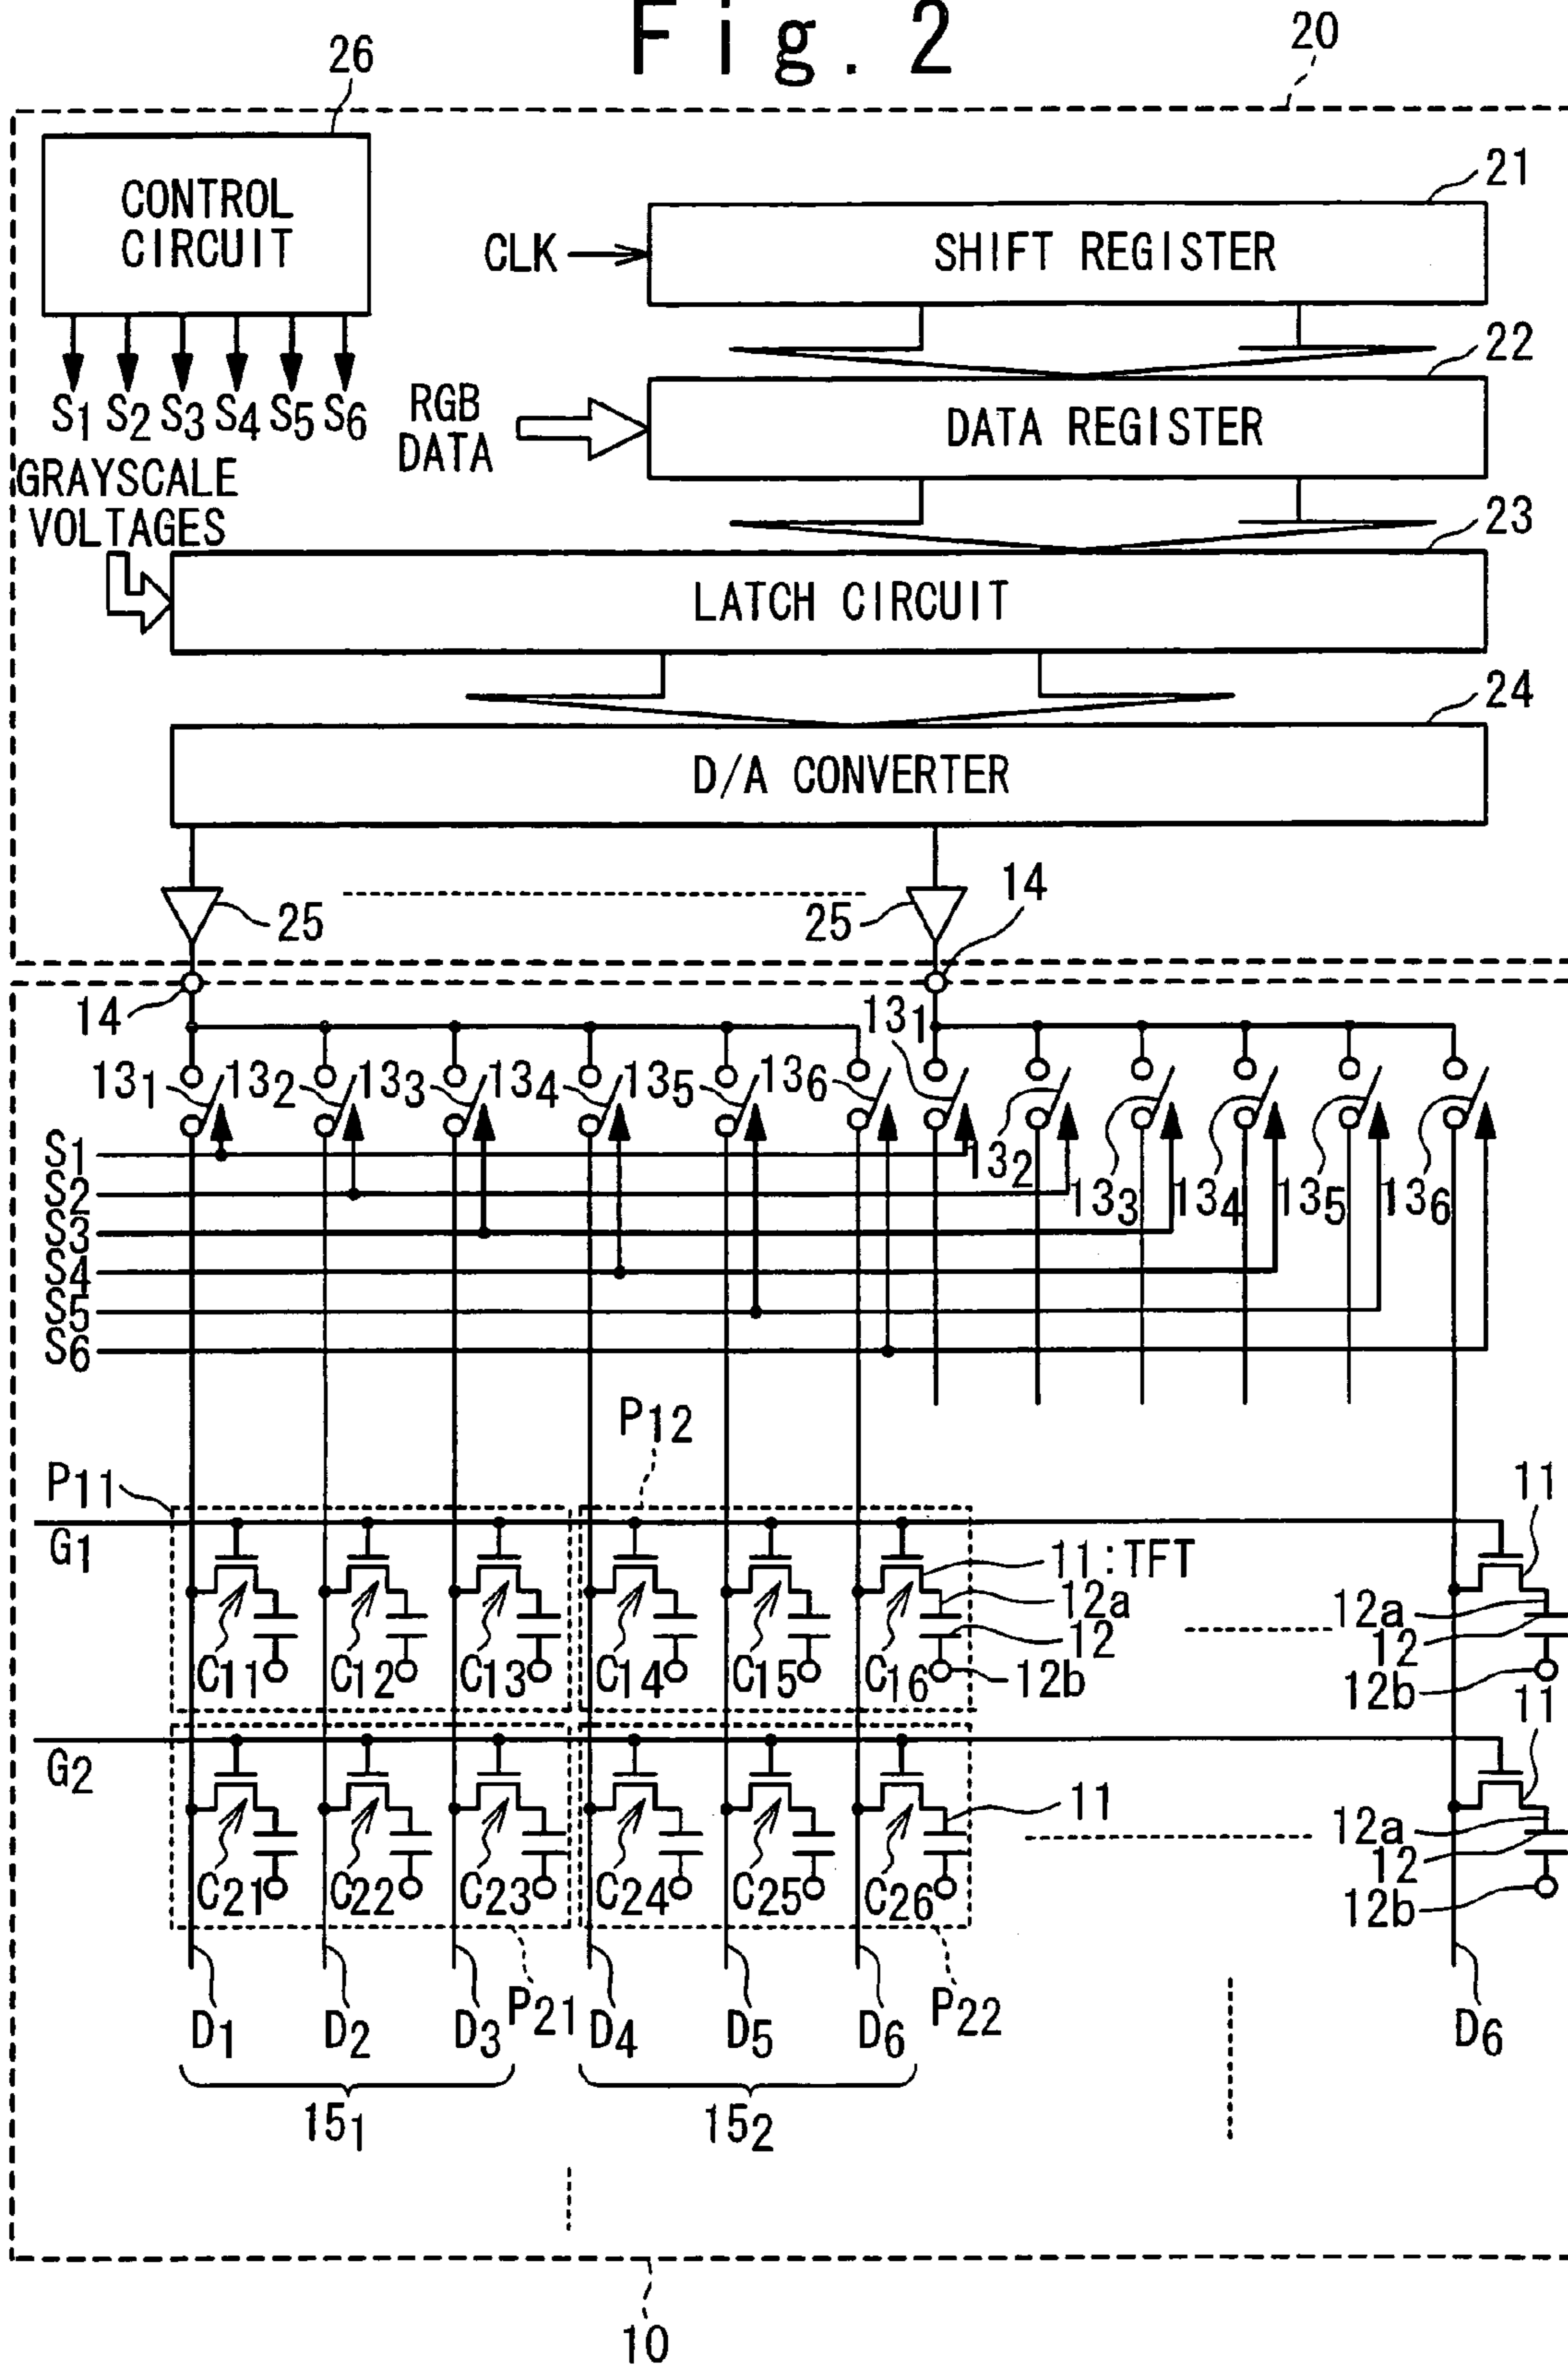 Fig. 2
26
20
CONTROL
CIRCUIT
21
CLK
SHIFT REGISTER
22
S1 S2 S3 S4 S5 S6
RGB
DATA
DATA REGISTER
GRAYSCALE
VOLTAGES
23
LATCH CIRCUIT
24
D/A CONVERTER
25
25
14
14
131
131 132 133 134 135 136
132 133 134 135 136
S1
S2
S3
S4
S5
S6
P12
P11
11
G1
11:TFT
12a
12
12b
12a
12
12b
C11 C12 C13 C14 C15 C16
11
G2
11
12a
12
12b
C21 C22 C23 C24 C25 C26
P21
P22
D1 D2 D3 D4 D5 D6 D6
151 152
10